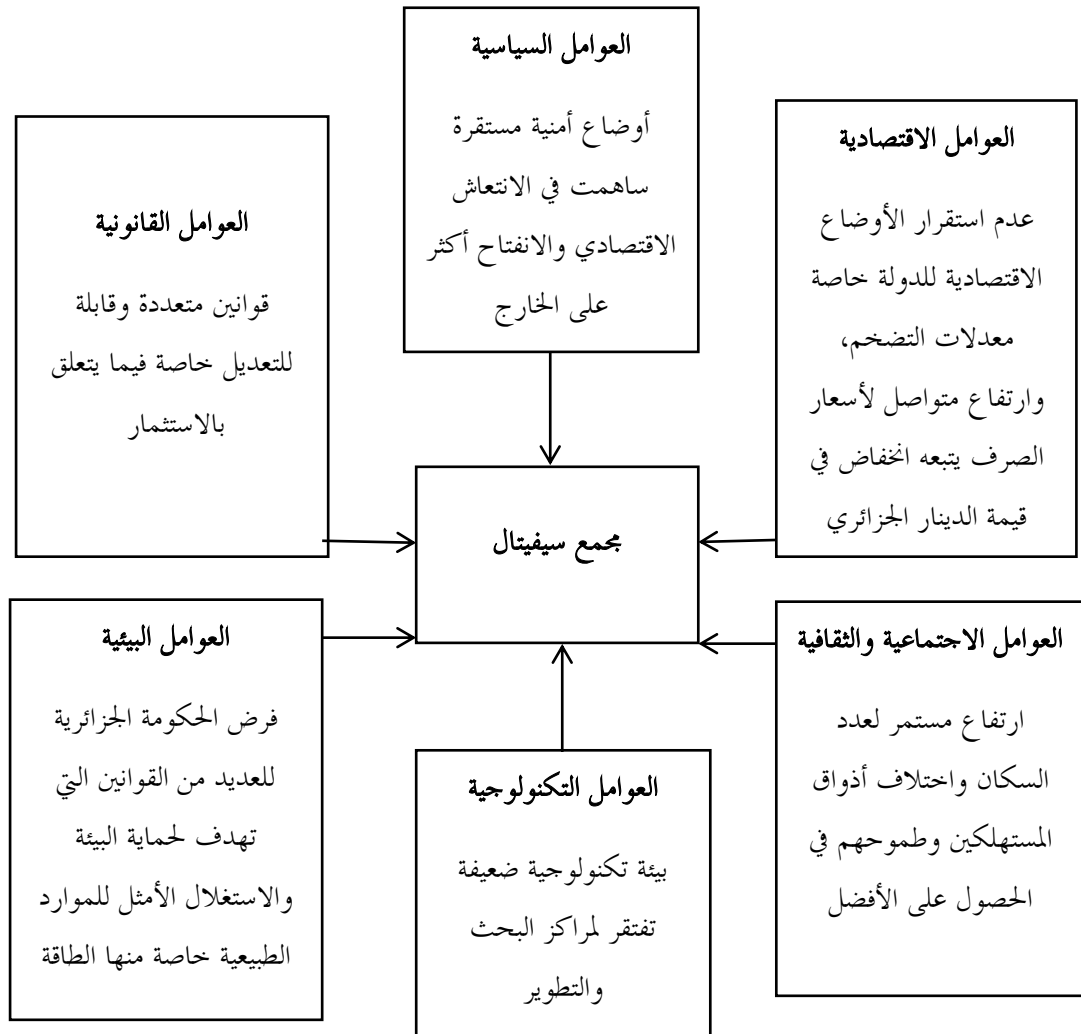 العوامل السياسية
أوضاع أمنية مستقرة
ساهمت في الانتعاش
الاقتصادي والانفتاح أكثر
على الخارج
العوامل الاقتصادية
عدم استقرار الأوضاع
الاقتصادية للدولة خاصة
معدلات التضخم،
وارتفاع متواصل لأسعار
الصرف يتبعه انخفاض في
قيمة الدينار الجزائري
العوامل القانونية
قوانين متعددة وقابلة
للتعديل خاصة فيما يتعلق
بالاستثمار
مجمع سيفيتال
العوامل الاجتماعية والثقافية
ارتفاع مستمر لعدد
السكان واختلاف أذواق
المستهلكين وطموحهم في
الحصول على الأفضل
العوامل التكنولوجية
بيئة تكنولوجية ضعيفة
تفتقر لمراكز البحث
والتطوير
العوامل البيئية
فرض الحكومة الجزائرية
للعديد من القوانين التي
تهدف لحماية البيئة
والاستغلال الأمثل للموارد
الطبيعية خاصة منها الطاقة